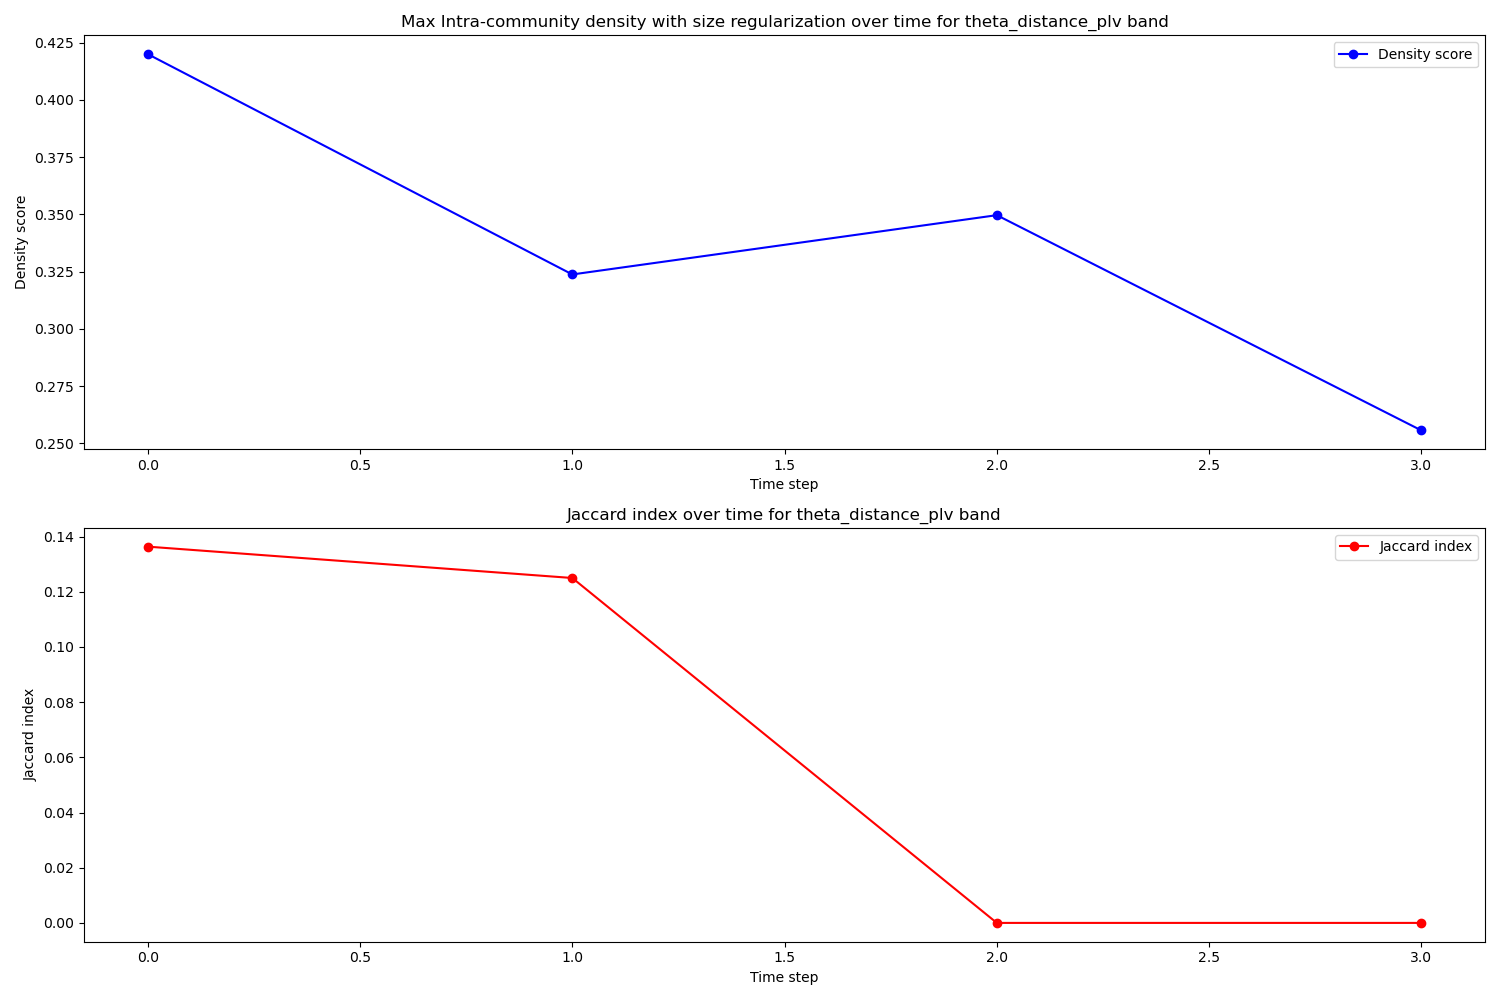 Max Intra-community density with size regularization over time for theta_distance_plv band
Density score
0.425
0.400
0.375
0.350
0.325
0.300
0.275
0.250
Density score
0.0 0.5 1.0 1.5 2.0 2.5 3.0
Time step
Jaccard index over time for theta_distance_plv band
Jaccard index
0.14
0.12
0.10
0.08
0.06
0.04
0.02
0.00
Jaccard index
0.0 0.5 1.0 1.5 2.0 2.5 3.0
Time step